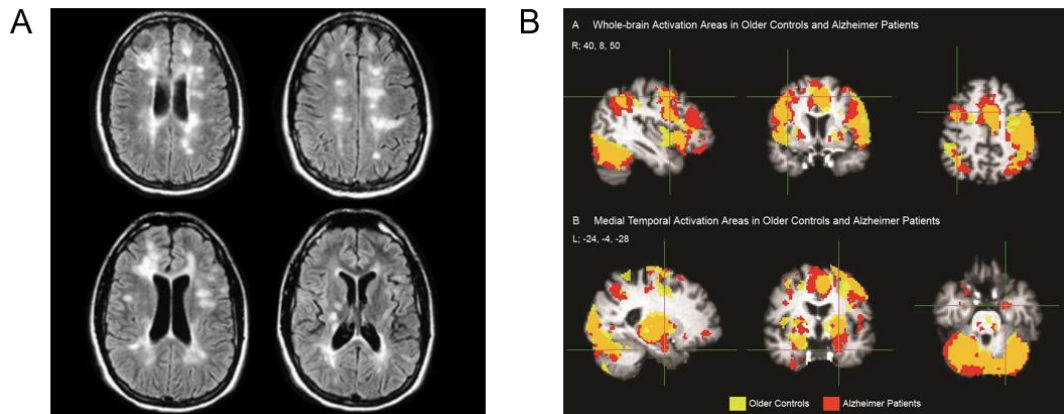 A
B
A Whole-brain Activation Areas in Older Controls and Alzheimer Patients
R; 40, 8, 50
B Medial Temporal Activation Areas in Older Controls and Alzheimer Patients
L; -24, -4, -28
Older Controls Alzheimer Patients